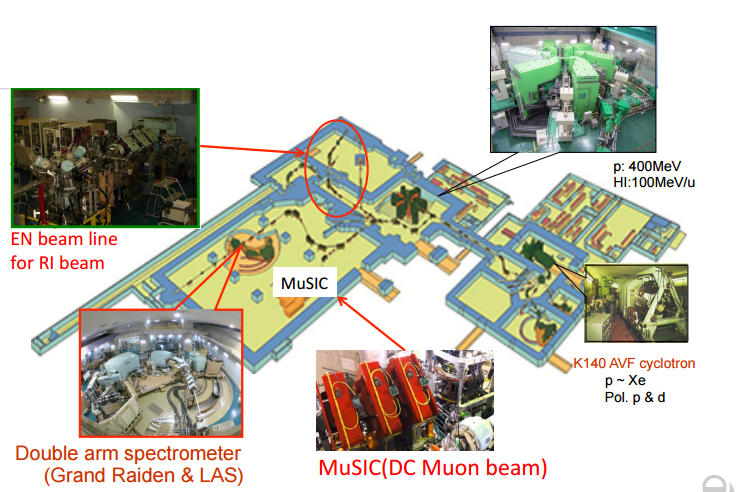 p: 400MeV
HI:100MeV/u
EN beam line
for RI beam
MuSIC
K140 AVF cyclotron
p ~ Xe
Pol. p & d
Double arm spectrometer
(Grand Raiden & LAS)
MuSIC(DC Muon beam)